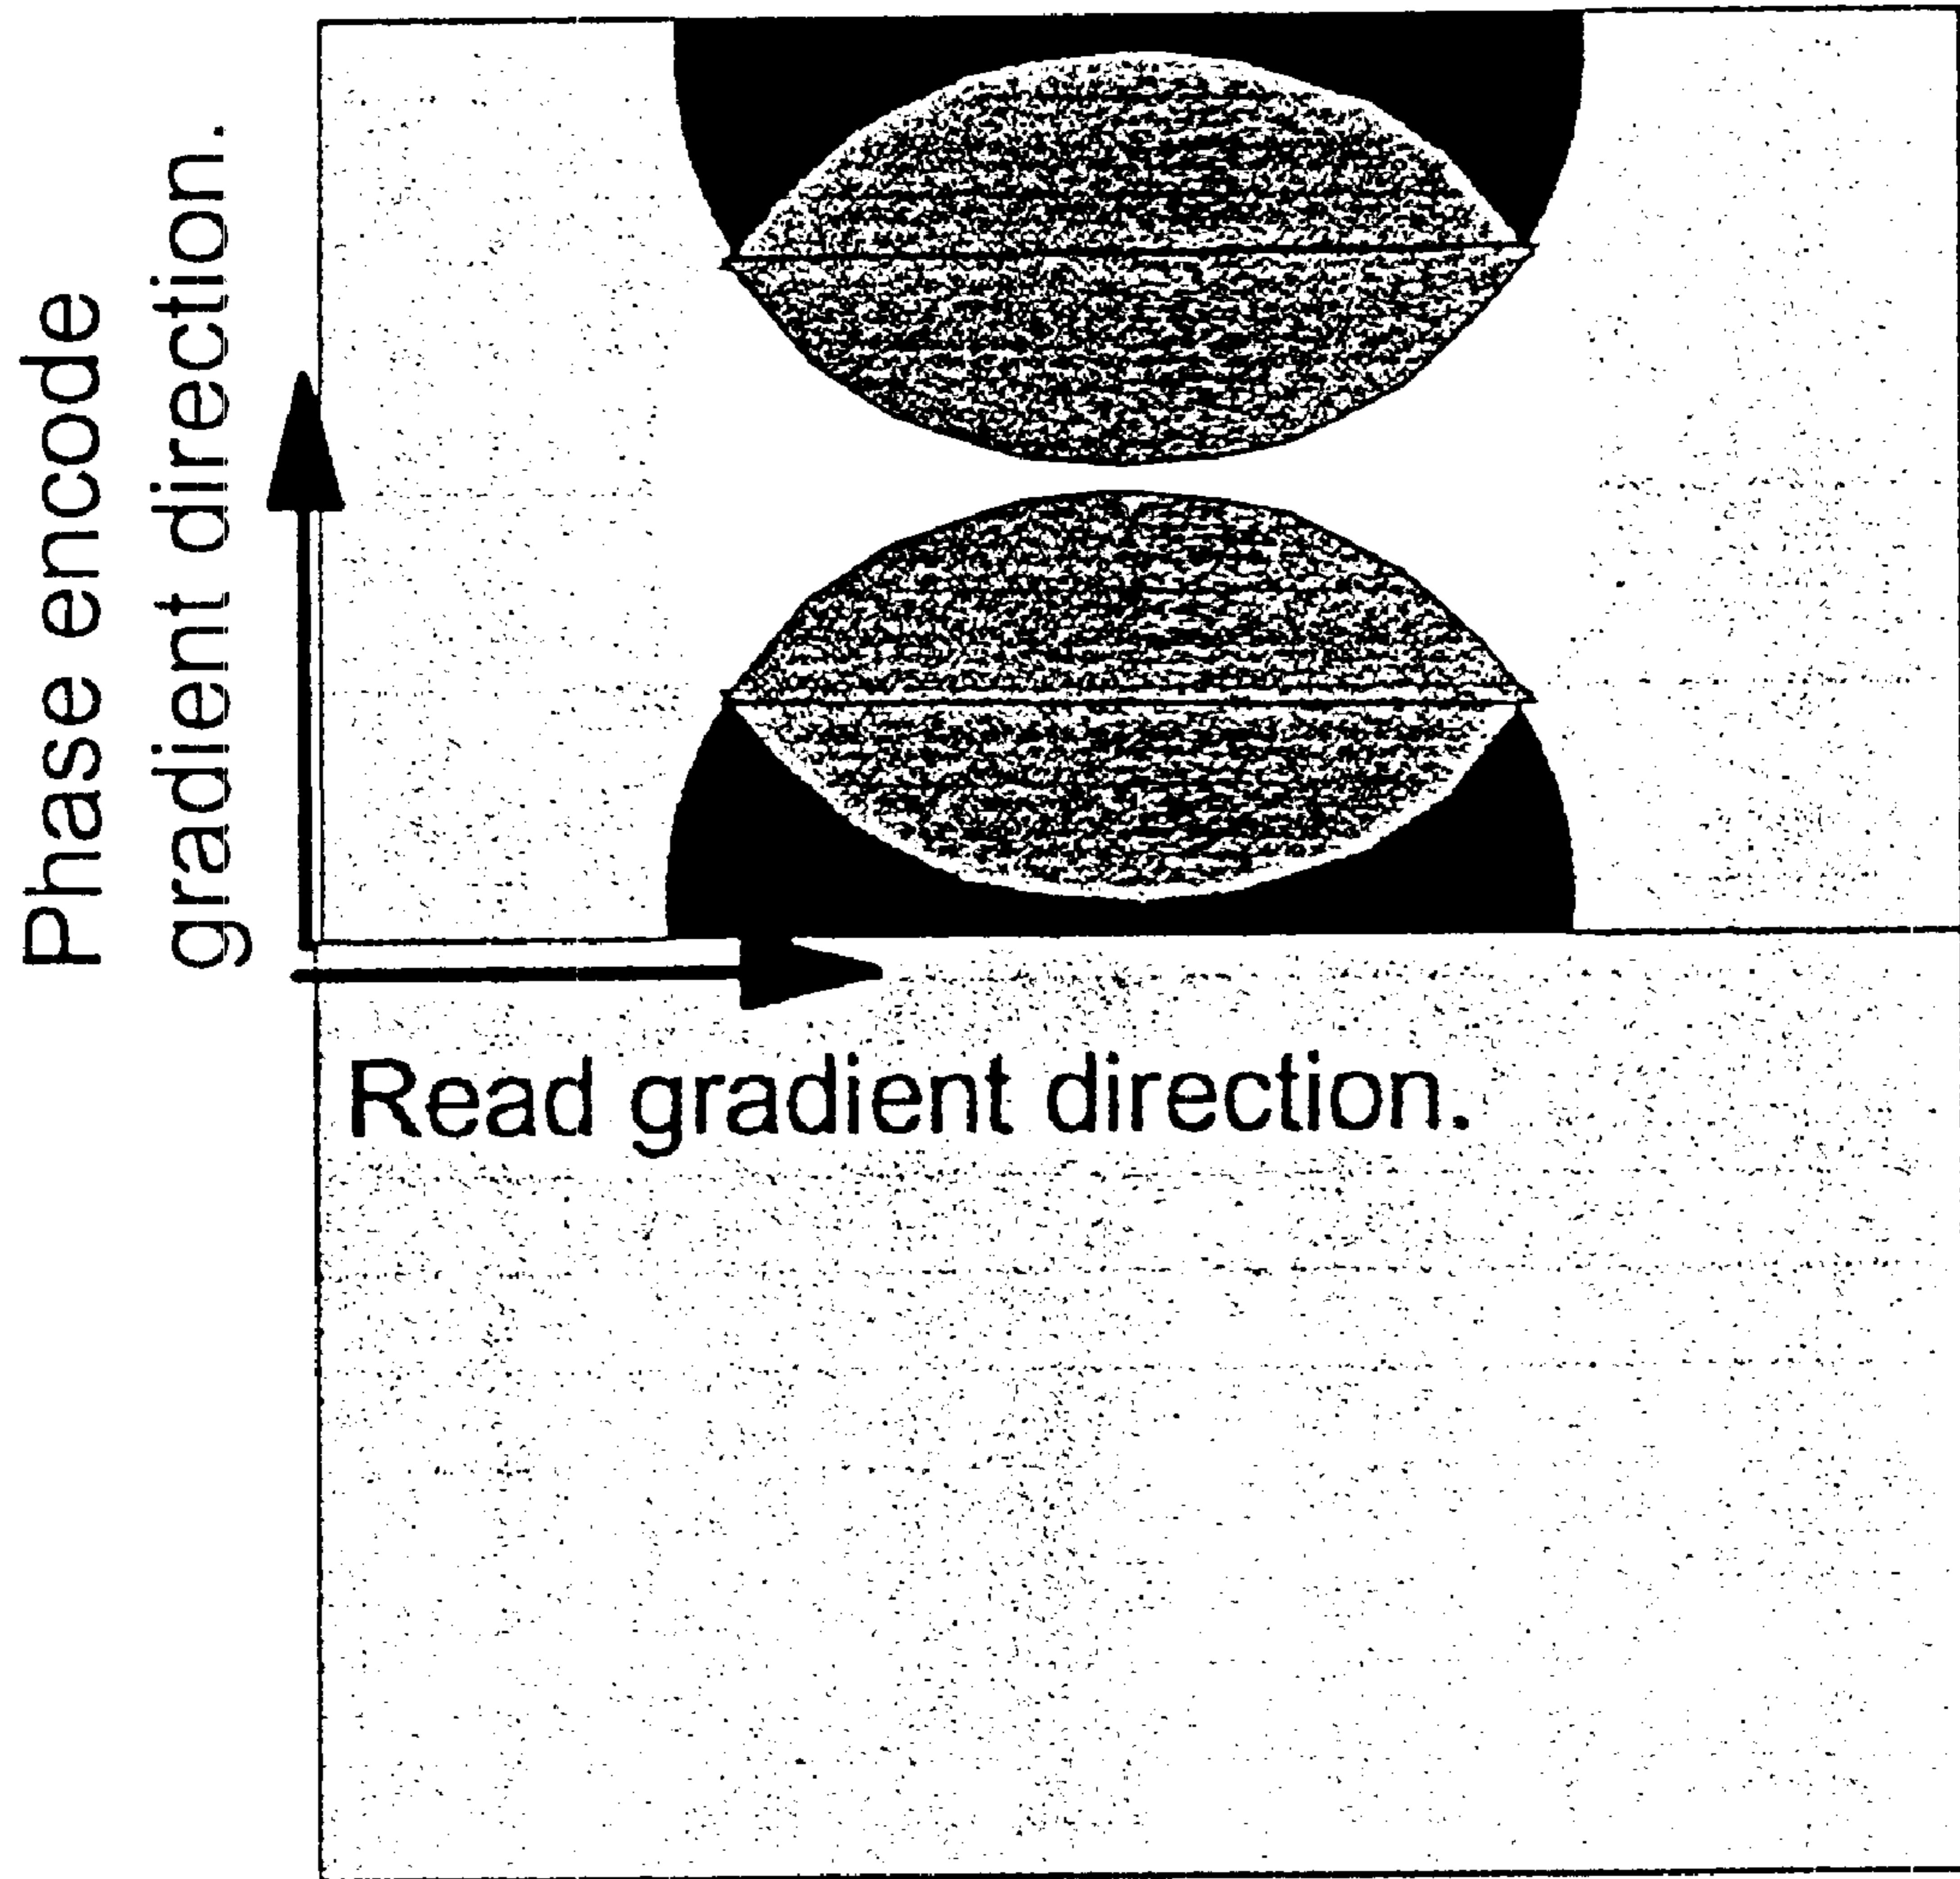 Phase encode
gradient direction.
Read gradient direction.